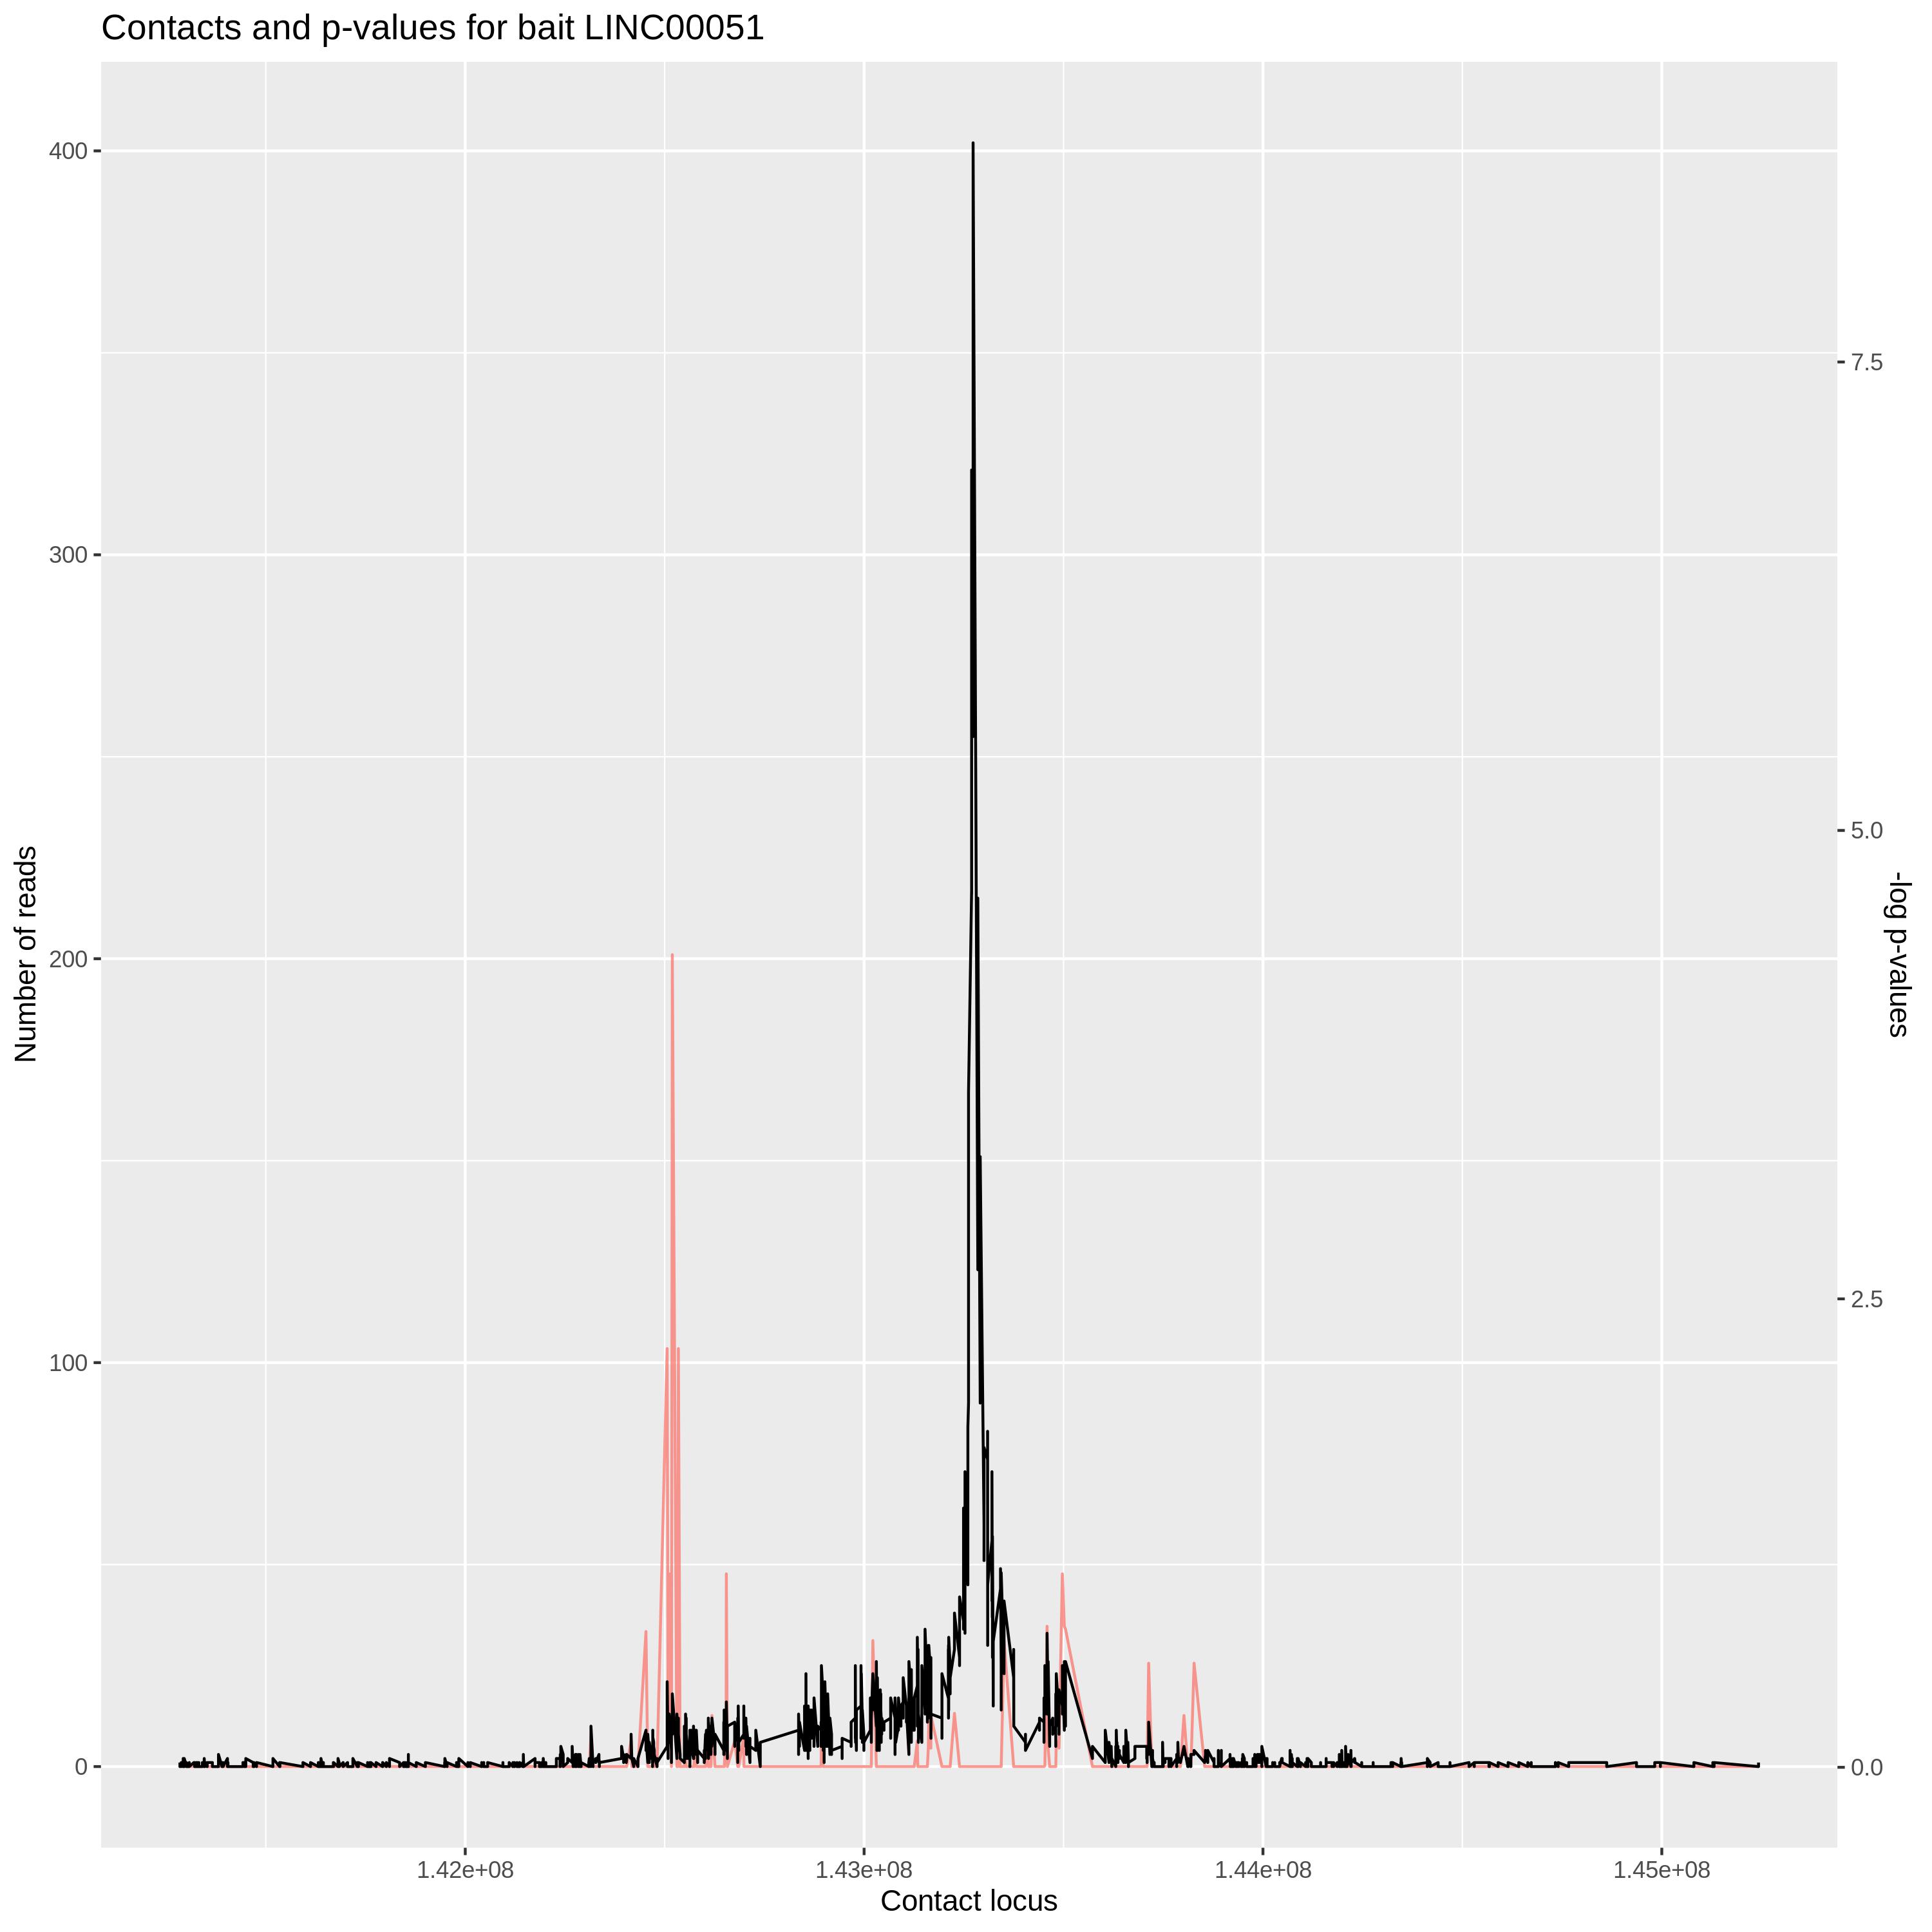 Contacts and p-values for bait LINC00051
400
300
200
100
0
Number of reads
7.5
5.0
2.5
0.0
-log p-values
1.42e+08
1.43e+08
1.44e+08
1.45e+08
Contact locus